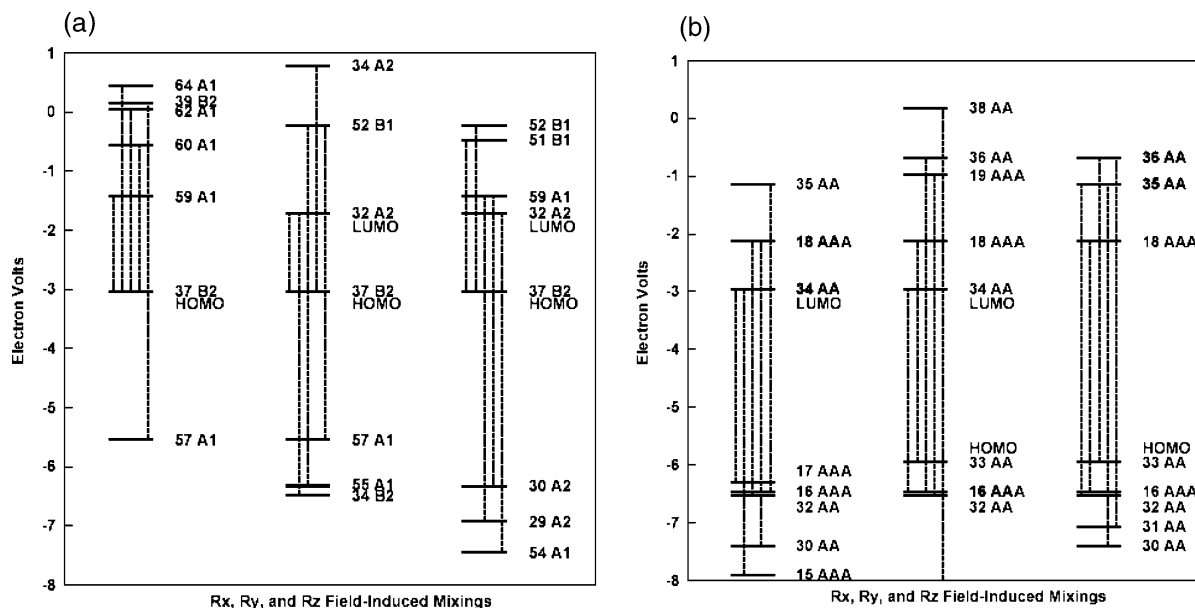 (a)
Electron Volts
1
0
-1
-2
-3
-4
-5
-6
-7
-8
64 A1
39 B2
62 A1
60 A1
59 A1
37 B2
HOMO
57 A1
34 A2
52 B1
32 A2
LUMO
37 B2
HOMO
57 A1
55 A1
34 B2
52 B1
51 B1
59 A1
32 A2
LUMO
37 B2
HOMO
30 A2
29 A2
54 A1
Rx, Ry, and Rz Field-Induced Mixings
(b)
Electron Volts
1
0
-1
-2
-3
-4
-5
-6
-7
-8
35 AA
18 AAA
34 AA
LUMO
17 AAA
16 AAA
32 AA
30 AA
15 AAA
38 AA
36 AA
19 AAA
18 AAA
34 AA
LUMO
HOMO
33 AA
16 AAA
32 AA
36 AA
35 AA
18 AAA
HOMO
33 AA
16 AAA
32 AA
31 AA
30 AA
Rx, Ry, and Rz Field-Induced Mixings